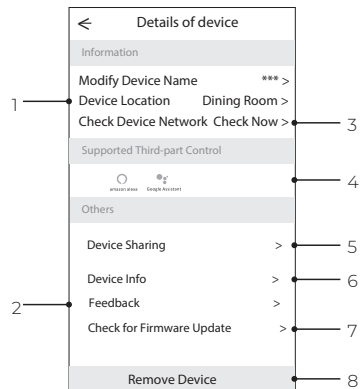 Details of device
Information
Modify Device Name *** >
1 Device Location Dining Room >
Check Device Network Check Now > 3
Supported Third-part Control
amazon alexa Google Assistant 4
Others
Device Sharing > 5
Device Info > 6
2 Feedback >
Check for Firmware Update > 7
Remove Device 8